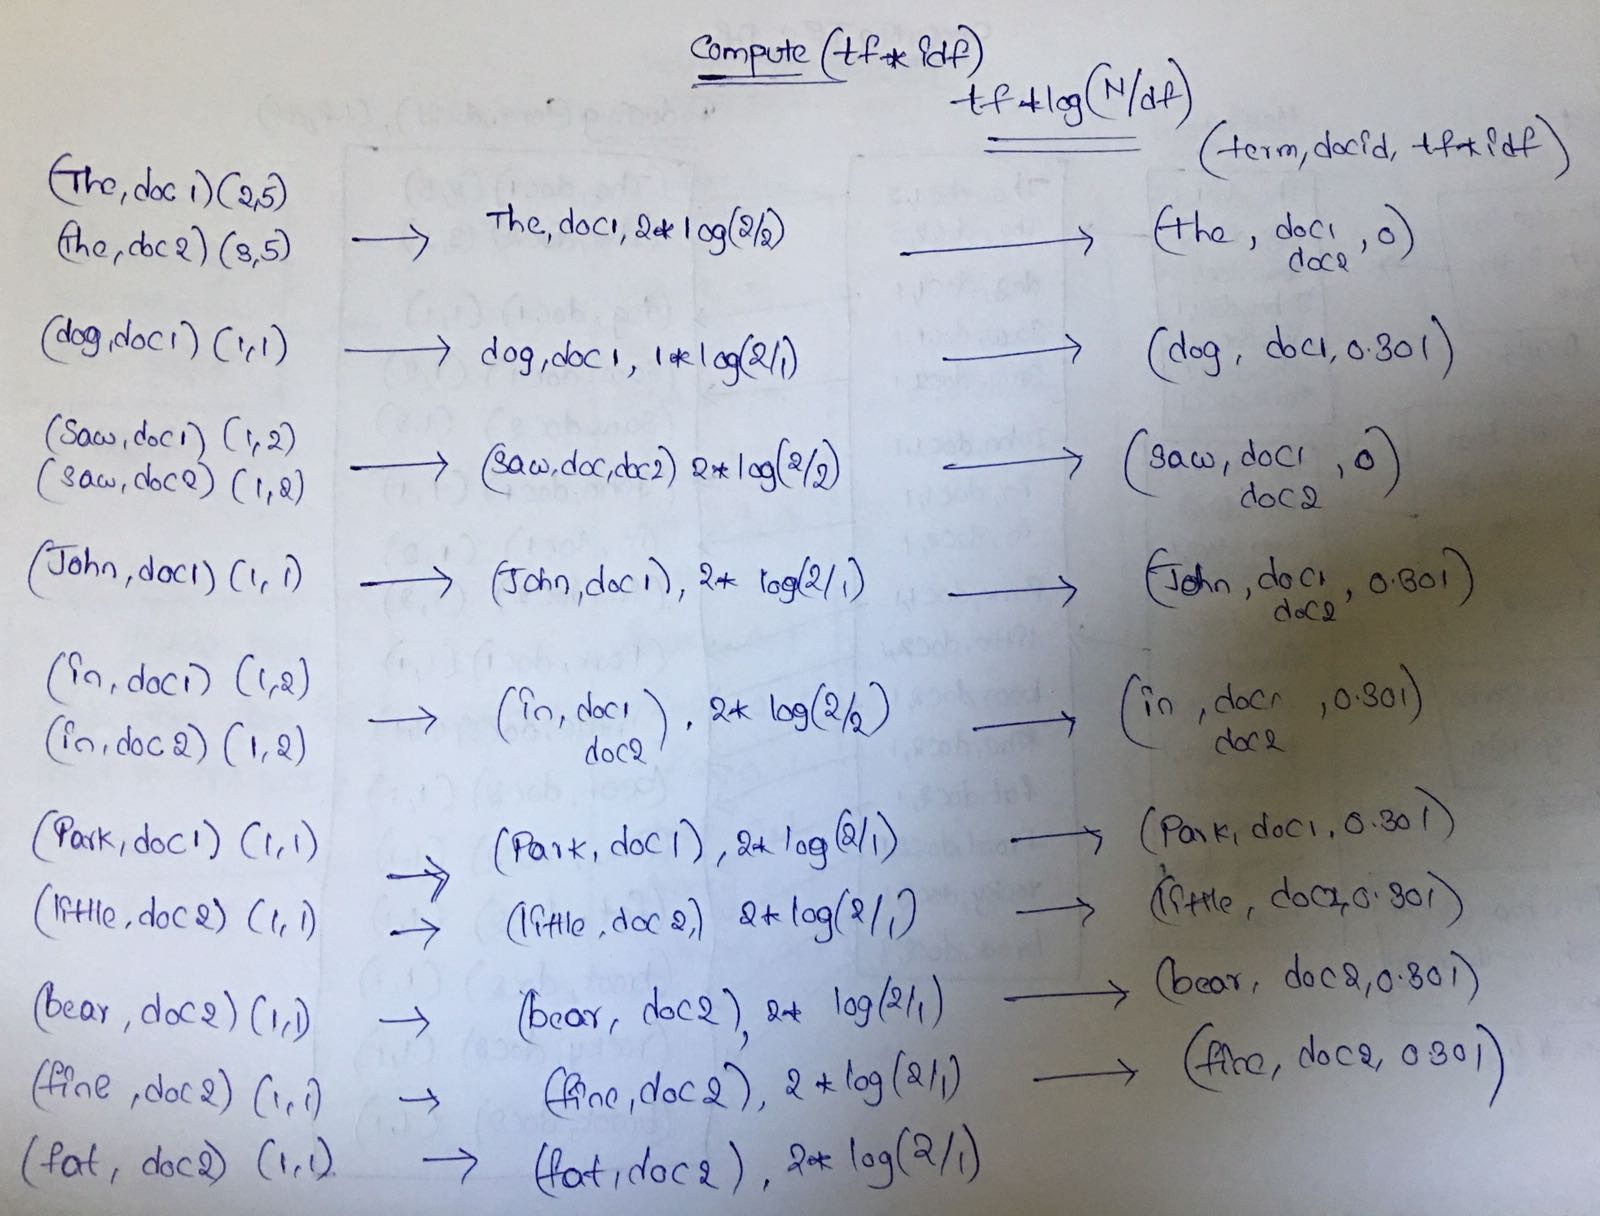 Compute (tf* idf)
tf*log(N/df)
(term, docid, tf*idf)
(The, doc1) (2,5)
(the, doc2) (3,5) → The, doc1, 2* log(2/2) → (the, doc1 doc2, 0)
(dog, doc1) (1,1) → dog, doc1, 1*log(2/1) → (dog, doc1, 0.301)
(Saw, doc1) (1,2)
(saw, doc2) (1,2) → (saw, doc, doc2) 2*log(2/2) → (saw, doc1 doc2, 0)
(John, doc1) (1,1) → (John, doc1), 2* log(2/1) → (John, doc1 doc2, 0.301)
(in, doc1) (1,2)
(in, doc2) (1,2) → (in, doc1 doc2), 2* log(2/2) → (in, doc1 doc2, 0.301)
(Park, doc1) (1,1) → (Park, doc1), 2* log(2/1) → (Park, doc1, 0.301)
(little, doc2) (1,1) → (little, doc2,) 2*log(2/1) → (little, doc2, 0.301)
(bear, doc2) (1,1) → (bear, doc2), 2* log(2/1) → (bear, doc2, 0.301)
(fine, doc2) (1,1) → (fine, doc2), 2*log(2/1) → (fine, doc2, 0.301)
(fat, doc2) (1,1) → (fat, doc2), 2* log(2/1)